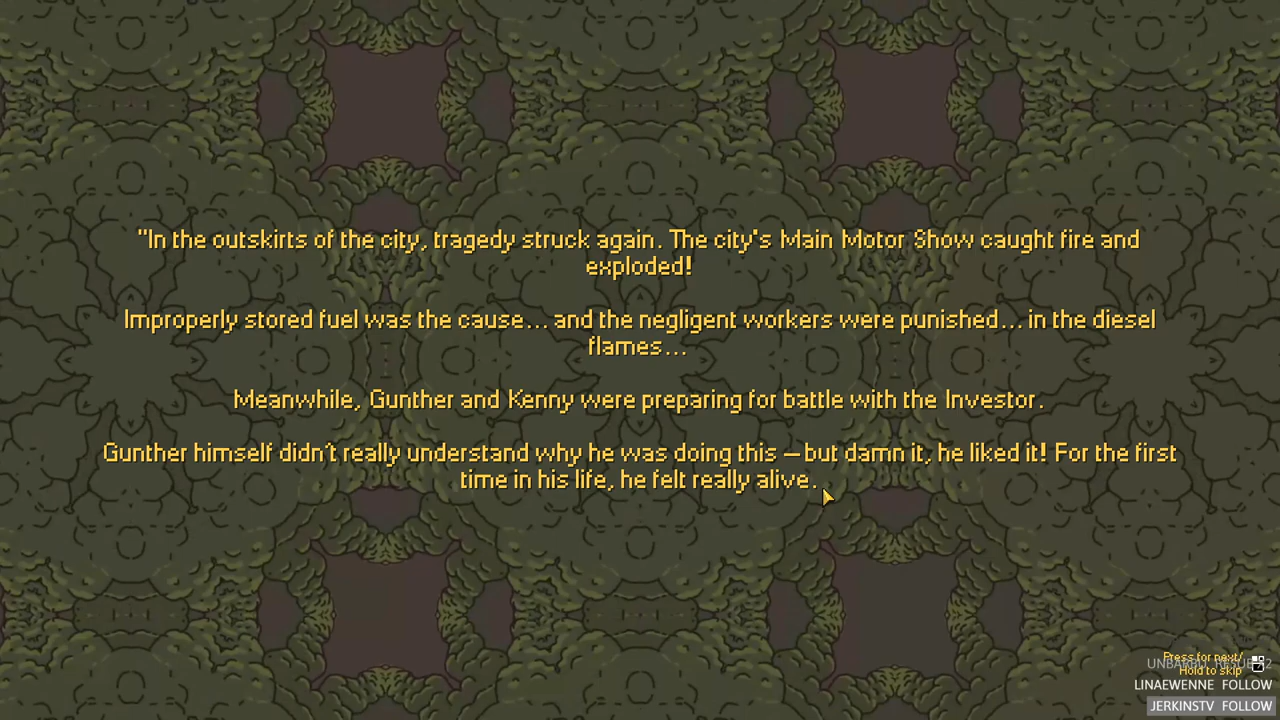 "In the outskirts of the city, tragedy struck again. The city's Main Motor Show caught fire and
exploded!
Improperly stored fuel was the cause... and the negligent workers were punished... in the diesel
flames...
Meanwhile, Gunther and Kenny were preparing for battle with the Investor.
Gunther himself didn't really understand why he was doing this – but damn it, he liked it! For the first
time in his life, he felt really alive.
Press for next/
Hold to skip
LINAEWENNE FOLLOW
JERKINSTV FOLLOW